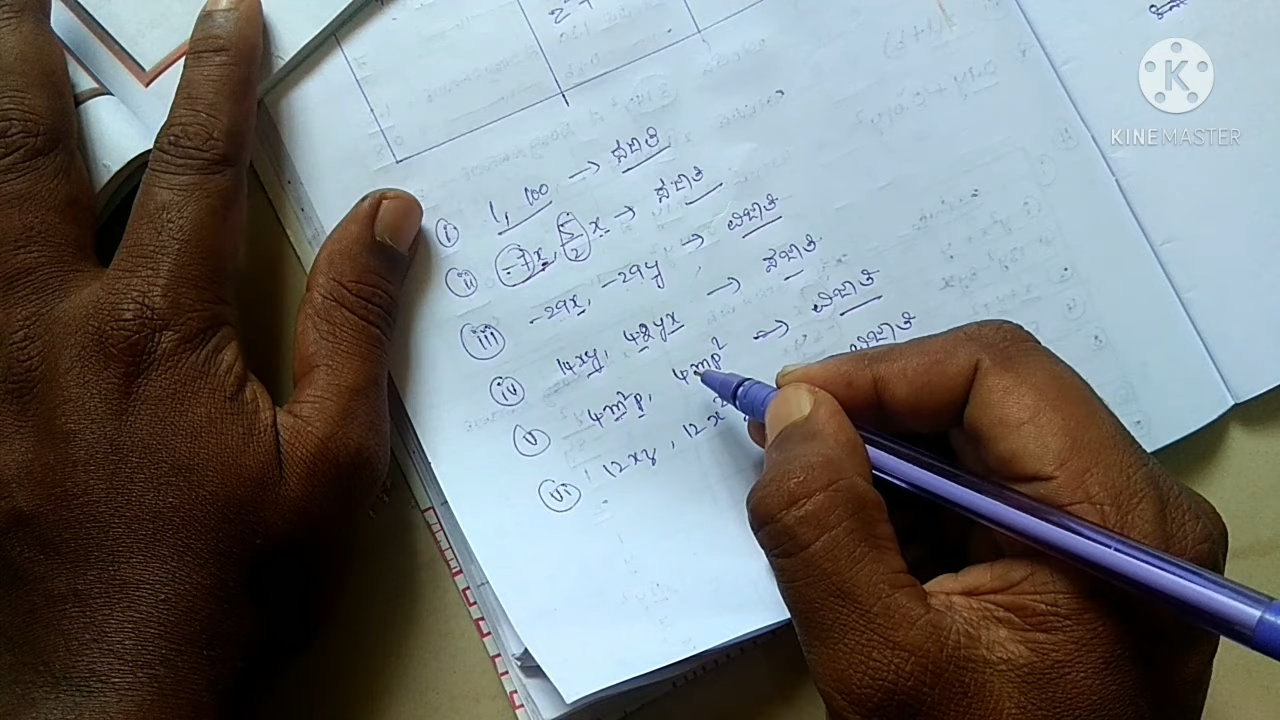 (i) 1, 100 → ಸಜಾತಿ
(ii) -7x, 5/2 x → ಸಜಾತಿ
(iii) -29x, -29y → ವಿಜಾತಿ
(iv) 14xy, 42yx → ಸಜಾತಿ
(v) 4m²p, 4mp² → ವಿಜಾತಿ
(vi) 12xy, 12x² ವಿಜಾತಿ
K
KINEMASTER